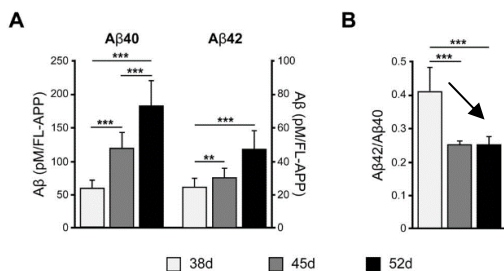 A
B
Aβ40
Aβ42
Aβ (pM/FL-APP)
250
200
150
100
50
0
***
***
***
***
**
100
80
60
40
20
0
Aβ (pM/FL-APP)
Aβ42/Aβ40
0.5
0.4
0.3
0.2
0.1
0
***
***
38d
45d
52d